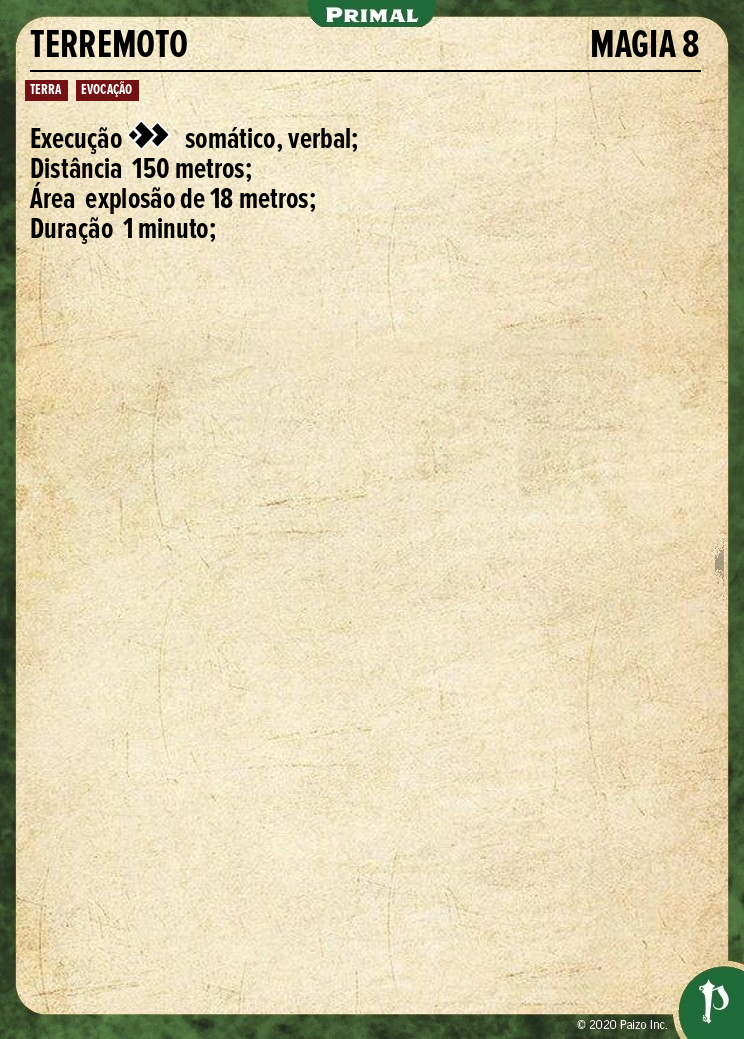 PRIMAL
TERREMOTO MAGIA 8
TERRA EVOCAÇÃO
Execução somático, verbal;
Distância 150 metros;
Área explosão de 18 metros;
Duração 1 minuto;
© 2020 Paizo Inc.